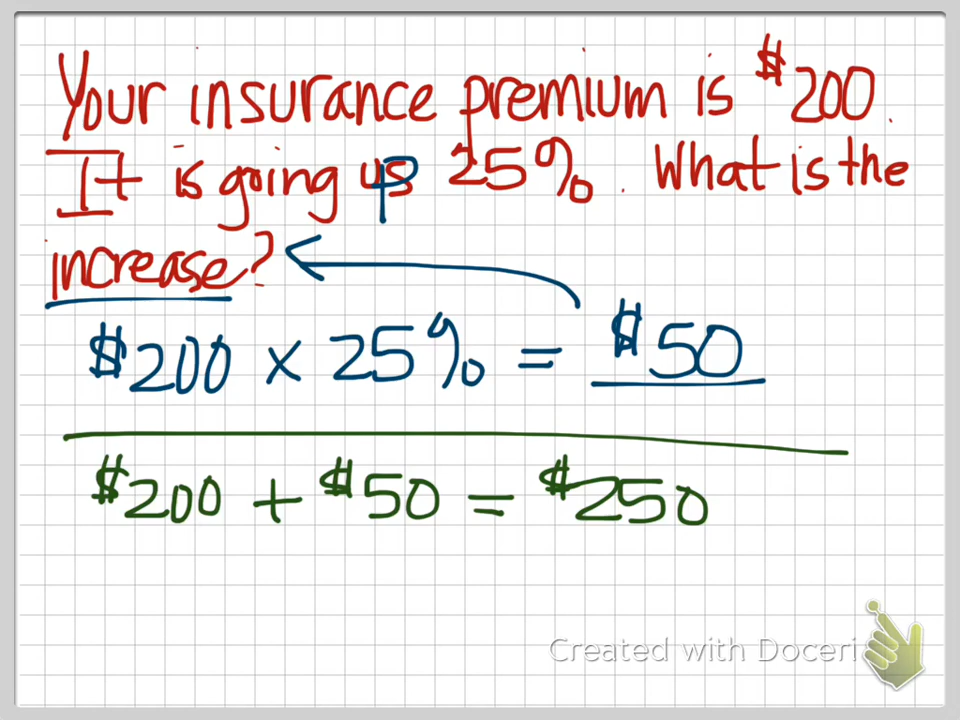 Your insurance premium is $200.
It is going up 25%. What is the
increase?
$200 x 25% = $50
$200 + $50 = $250
Created with Doceri